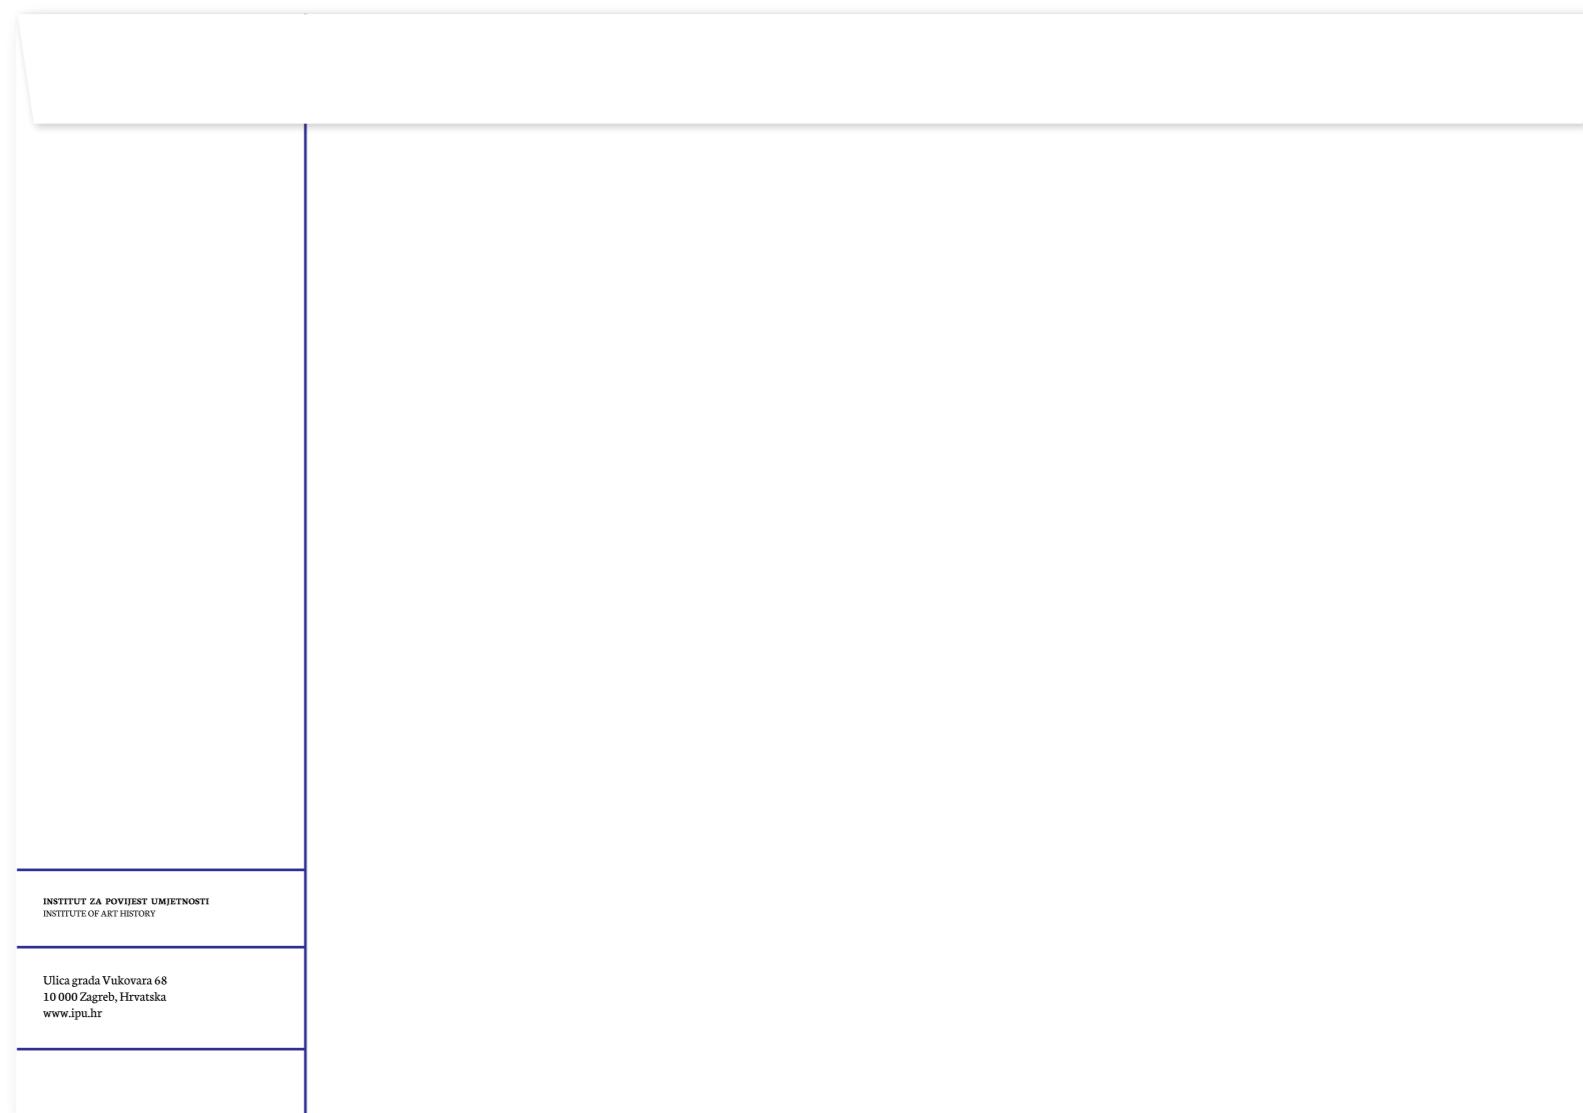 INSTITUT ZA POVIJEST UMJETNOSTI
INSTITUTE OF ART HISTORY
Ulica grada Vukovara 68
10 000 Zagreb, Hrvatska
www.ipu.hr